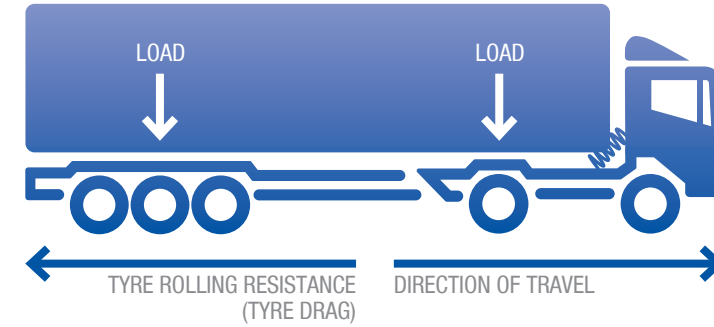 LOAD
LOAD
TYRE ROLLING RESISTANCE
(TYRE DRAG)
DIRECTION OF TRAVEL